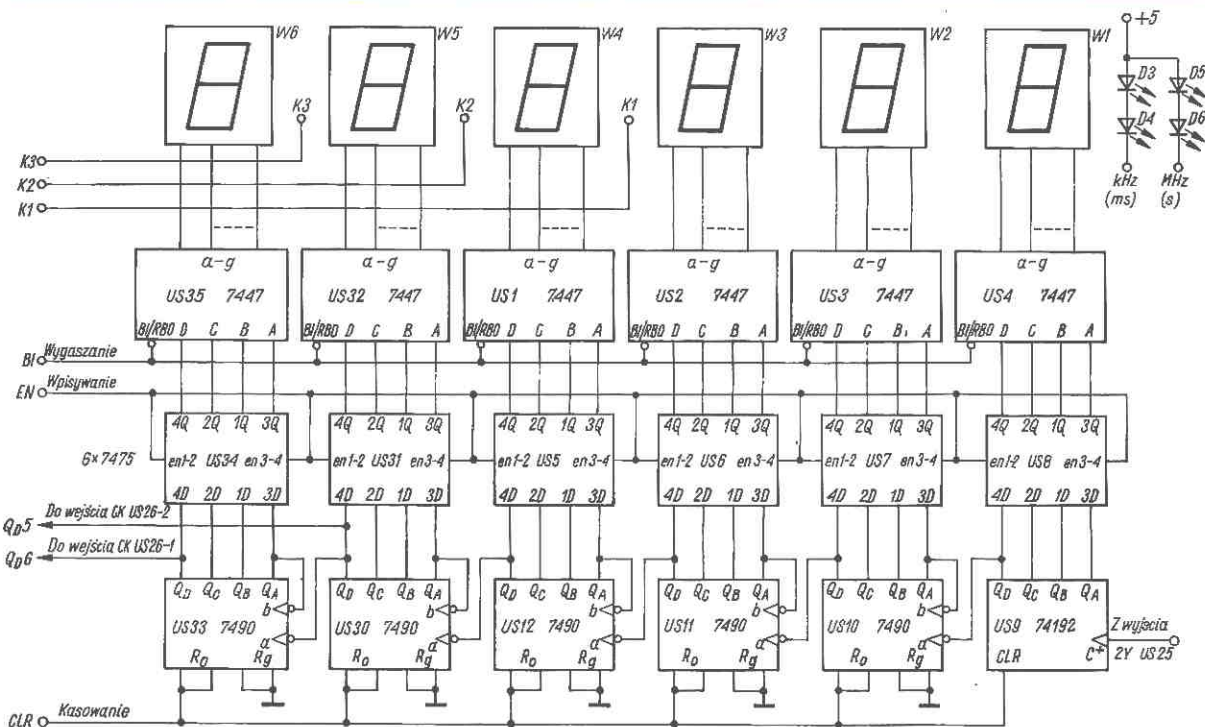 W6 W5 W4 W3 W2 W1
+5
D3 D5
D4 D6
kHz MHz
(ms) (s)
K3 K2 K1
K3
K2
K1
a-g a-g a-g a-g a-g a-g
US35 7447 US32 7447 US1 7447 US2 7447 US3 7447 US4 7447
BI/RBO D C B A BI/RBO D C B A BI/RBO D C B A BI/RBO D C B A BI/RBO D C B A BI/RBO D C B A
BI Wygaszanie
EN Wpisywanie
4Q 2Q 1Q 3Q 4Q 2Q 1Q 3Q 4Q 2Q 1Q 3Q 4Q 2Q 1Q 3Q 4Q 2Q 1Q 3Q 4Q 2Q 1Q 3Q
6×7475 en1-2 US34 en3-4 en1-2 US31 en3-4 en1-2 US5 en3-4 en1-2 US6 en3-4 en1-2 US7 en3-4 en1-2 US8 en3-4
4D 2D 1D 3D 4D 2D 1D 3D 4D 2D 1D 3D 4D 2D 1D 3D 4D 2D 1D 3D 4D 2D 1D 3D
QD5 Do wejścia CK US26-2
QD6 Do wejścia CK US26-1
QD QC QB QA QD QC QB QA QD QC QB QA QD QC QB QA QD QC QB QA QD QC QB QA
b b b b b
US33 7490 US30 7490 US12 7490 US11 7490 US10 7490 US9 74192
a a a a a
Z wyjścia
2Y US25
R0 Rg R0 Rg R0 Rg R0 Rg R0 Rg CLR C+
CLR Kasowanie